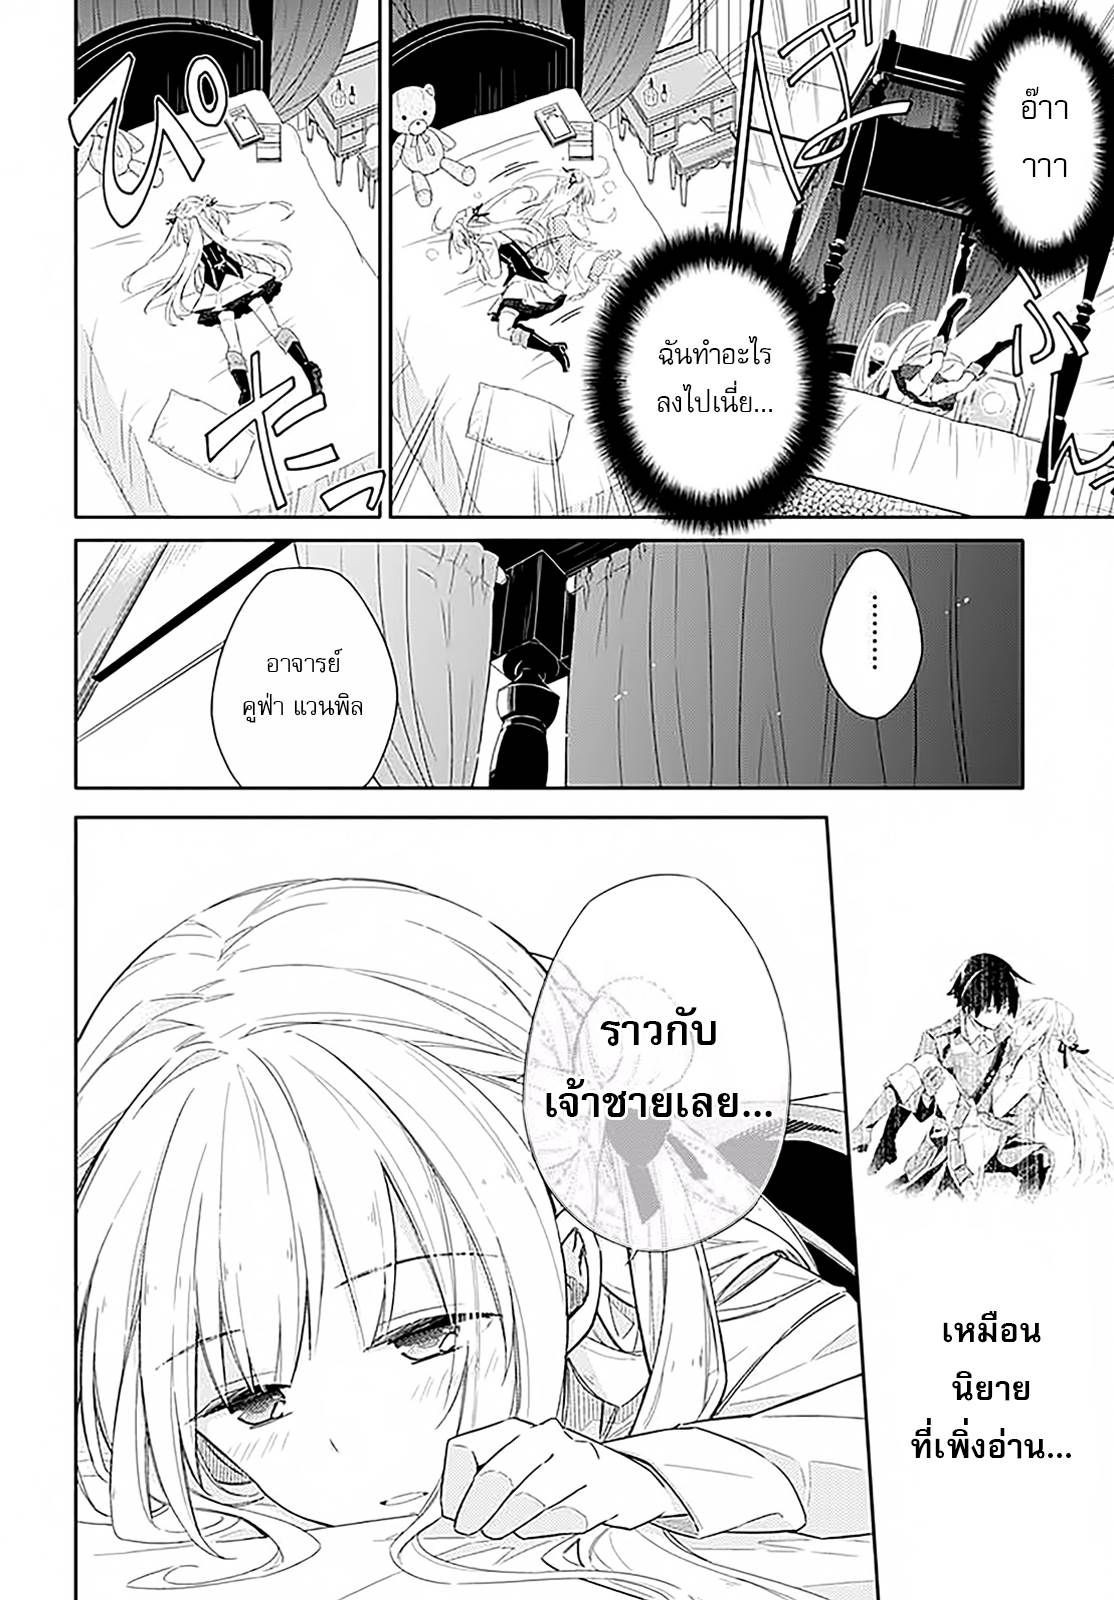 อ๊าา
าาา
ฉันทำอะไร
ลงไปเนี่ย...
ぴた…っ
………
อาจารย์
คูฟ่า แวนพิล
ราวกับ
เจ้าชายเลย...
เหมือน
นิยาย
ที่เพิ่งอ่าน...